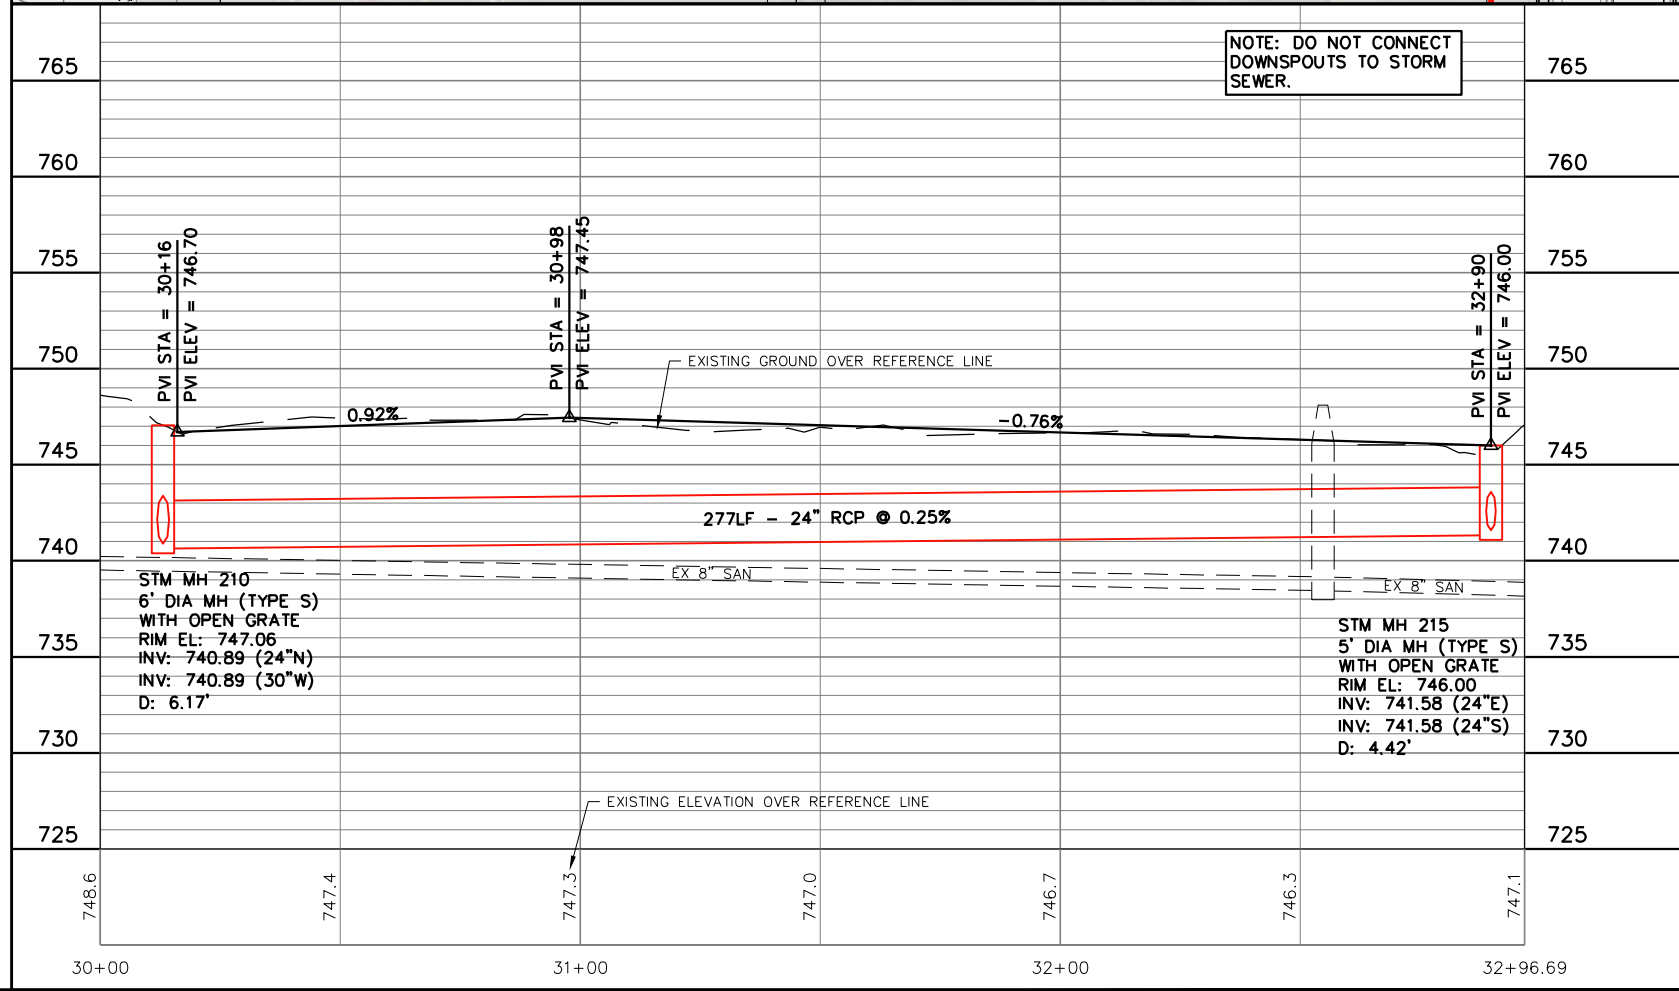 NOTE: DO NOT CONNECT
DOWNSPOUTS TO STORM
SEWER.
765
765
760
760
755
755
750
750
745
745
740
740
735
735
730
730
725
725
PVI STA = 30+16
PVI ELEV = 746.70
PVI STA = 30+98
PVI ELEV = 747.45
PVI STA = 32+90
PVI ELEV = 746.00
EXISTING GROUND OVER REFERENCE LINE
0.92%
-0.76%
277LF - 24" RCP @ 0.25%
EX 8" SAN
EX 8" SAN
STM MH 210
6' DIA MH (TYPE S)
WITH OPEN GRATE
RIM EL: 747.06
INV: 740.89 (24"N)
INV: 740.89 (30"W)
D: 6.17'
STM MH 215
5' DIA MH (TYPE S)
WITH OPEN GRATE
RIM EL: 746.00
INV: 741.58 (24"E)
INV: 741.58 (24"S)
D: 4.42'
EXISTING ELEVATION OVER REFERENCE LINE
748.6
747.4
747.3
747.0
746.7
746.3
747.1
30+00
31+00
32+00
32+96.69